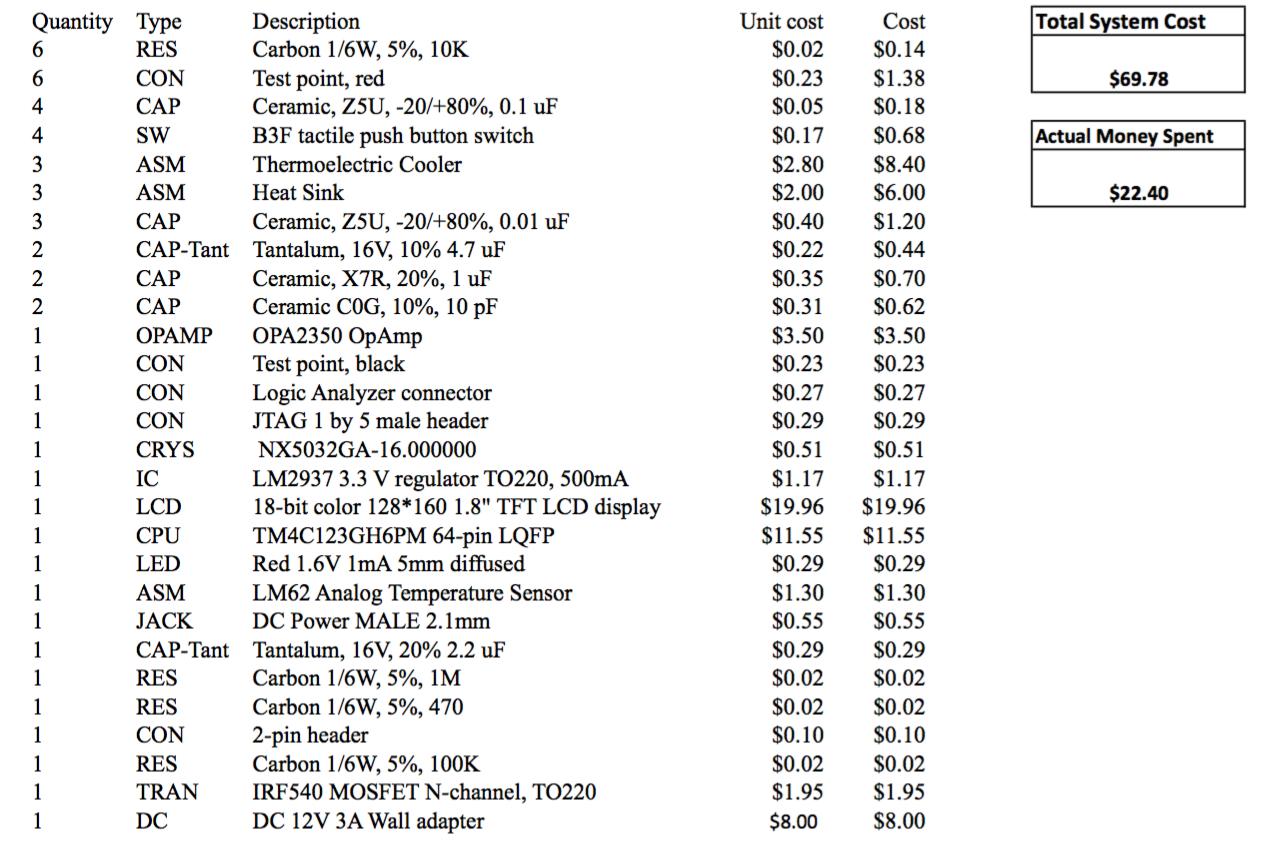 Quantity Type Description Unit cost Cost
6 RES Carbon 1/6W, 5%, 10K $0.02 $0.14
6 CON Test point, red $0.23 $1.38
4 CAP Ceramic, Z5U, -20/+80%, 0.1 uF $0.05 $0.18
4 SW B3F tactile push button switch $0.17 $0.68
3 ASM Thermoelectric Cooler $2.80 $8.40
3 ASM Heat Sink $2.00 $6.00
3 CAP Ceramic, Z5U, -20/+80%, 0.01 uF $0.40 $1.20
2 CAP-Tant Tantalum, 16V, 10% 4.7 uF $0.22 $0.44
2 CAP Ceramic, X7R, 20%, 1 uF $0.35 $0.70
2 CAP Ceramic C0G, 10%, 10 pF $0.31 $0.62
1 OPAMP OPA2350 OpAmp $3.50 $3.50
1 CON Test point, black $0.23 $0.23
1 CON Logic Analyzer connector $0.27 $0.27
1 CON JTAG 1 by 5 male header $0.29 $0.29
1 CRYS NX5032GA-16.000000 $0.51 $0.51
1 IC LM2937 3.3 V regulator TO220, 500mA $1.17 $1.17
1 LCD 18-bit color 128*160 1.8" TFT LCD display $19.96 $19.96
1 CPU TM4C123GH6PM 64-pin LQFP $11.55 $11.55
1 LED Red 1.6V 1mA 5mm diffused $0.29 $0.29
1 ASM LM62 Analog Temperature Sensor $1.30 $1.30
1 JACK DC Power MALE 2.1mm $0.55 $0.55
1 CAP-Tant Tantalum, 16V, 20% 2.2 uF $0.29 $0.29
1 RES Carbon 1/6W, 5%, 1M $0.02 $0.02
1 RES Carbon 1/6W, 5%, 470 $0.02 $0.02
1 CON 2-pin header $0.10 $0.10
1 RES Carbon 1/6W, 5%, 100K $0.02 $0.02
1 TRAN IRF540 MOSFET N-channel, TO220 $1.95 $1.95
1 DC DC 12V 3A Wall adapter $8.00 $8.00
Total System Cost
$69.78
Actual Money Spent
$22.40